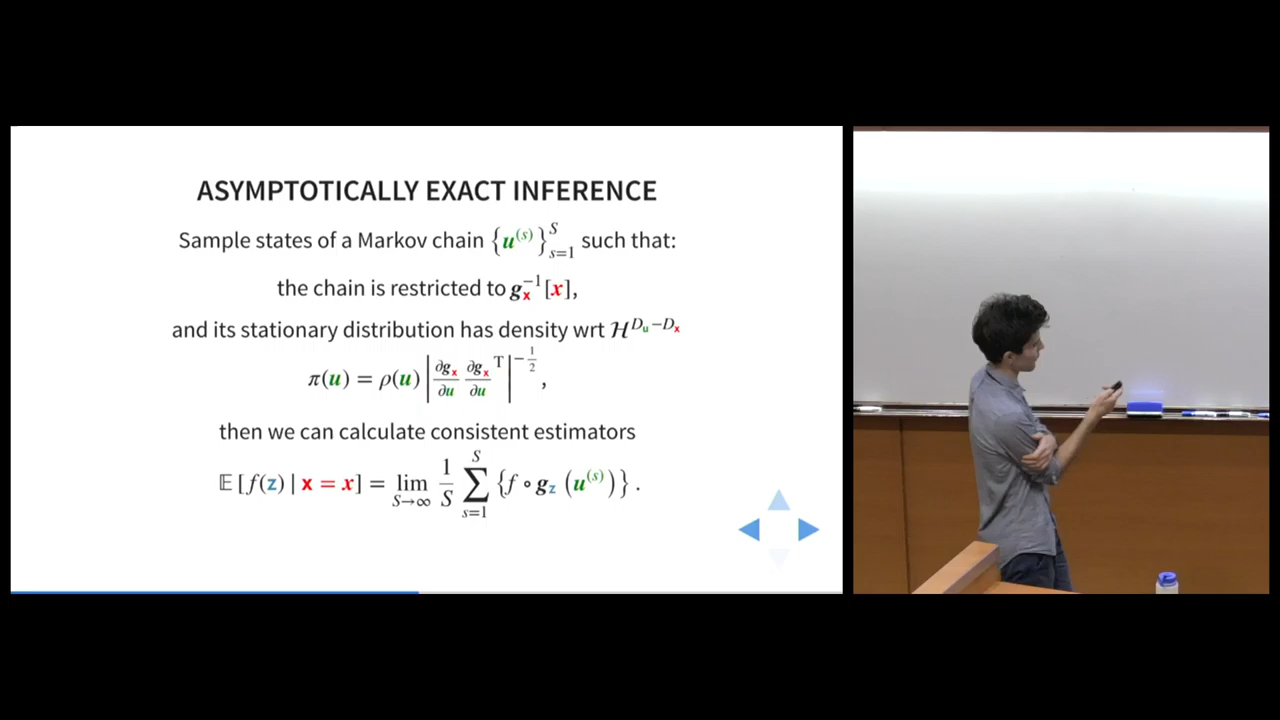 ASYMPTOTICALLY EXACT INFERENCE
Sample states of a Markov chain {u^(s)}_{s=1}^S such that:
the chain is restricted to g_x^{-1}[x],
and its stationary distribution has density wrt ℋ^{D_u−D_x}
π(u) = ρ(u) |∂g_x/∂u ∂g_x/∂u^T|^{−1/2},
then we can calculate consistent estimators
𝔼[f(z) | x = x] = lim_{S→∞} 1/S ∑_{s=1}^S {f ∘ g_z (u^(s))}.